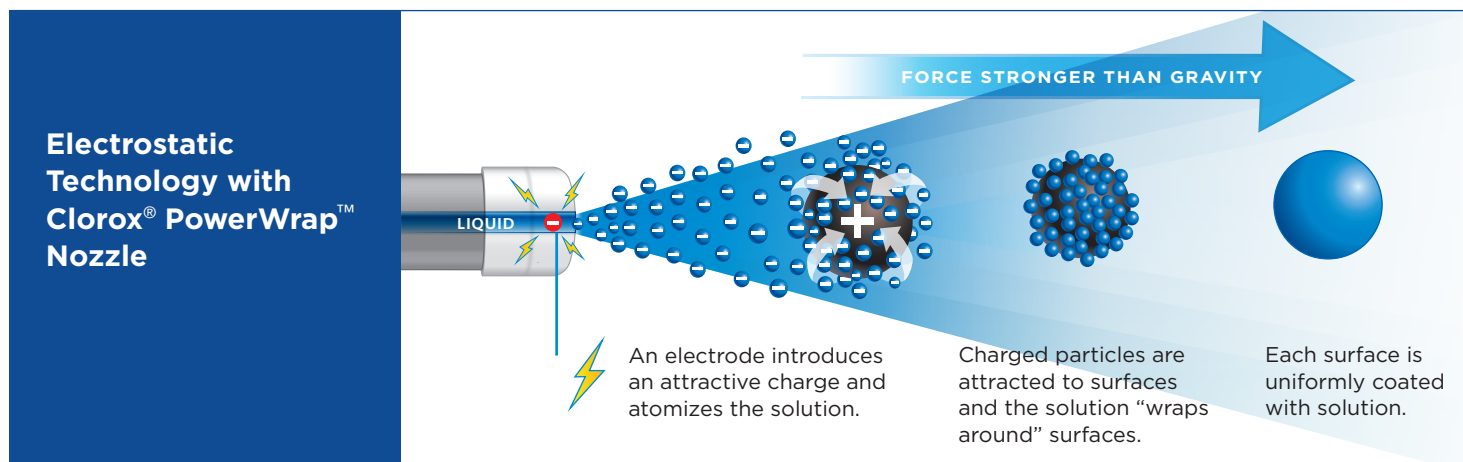 Electrostatic
Technology with
Clorox® PowerWrap™
Nozzle
FORCE STRONGER THAN GRAVITY
LIQUID
An electrode introduces
an attractive charge and
atomizes the solution.
Charged particles are
attracted to surfaces
and the solution “wraps
around” surfaces.
Each surface is
uniformly coated
with solution.